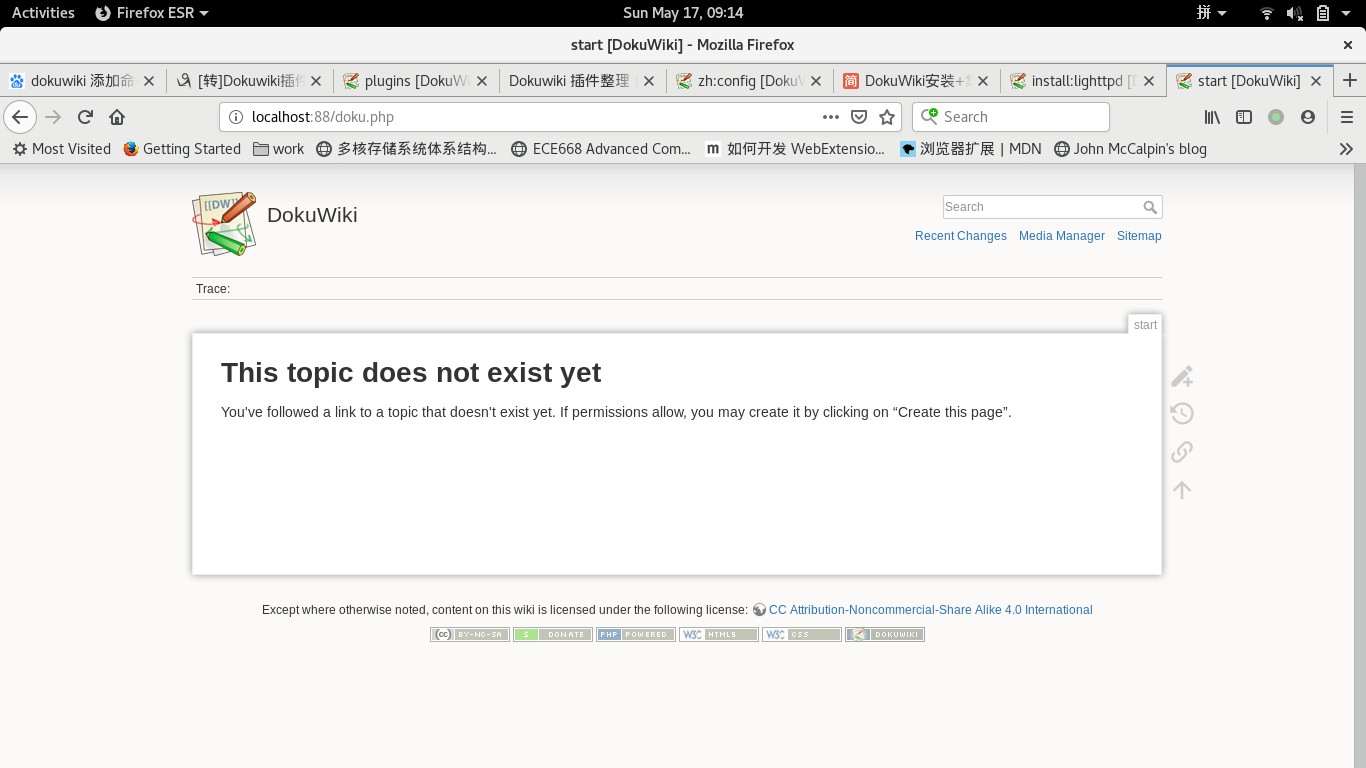 Activities Firefox ESR Sun May 17, 09:14 拼
start [DokuWiki] - Mozilla Firefox
dokuwiki 添加命 [转]Dokuwiki插件 plugins [DokuWi Dokuwiki 插件整理 zh:config [DokuW DokuWiki安装+ install:lighttpd [D start [DokuWiki]
localhost:88/doku.php Search
Most Visited Getting Started work 多核存储系统体系结构... ECE668 Advanced Com... m 如何开发 WebExtensio... 浏览器扩展 | MDN John McCalpin's blog
[[DW]] DokuWiki Search
Recent Changes Media Manager Sitemap
Trace:
start
This topic does not exist yet
You've followed a link to a topic that doesn't exist yet. If permissions allow, you may create it by clicking on “Create this page”.
Except where otherwise noted, content on this wiki is licensed under the following license: CC Attribution-Noncommercial-Share Alike 4.0 International
cc BY-NC-SA $ DONATE PHP POWERED W3C HTML5 W3C CSS DOKUWIKI